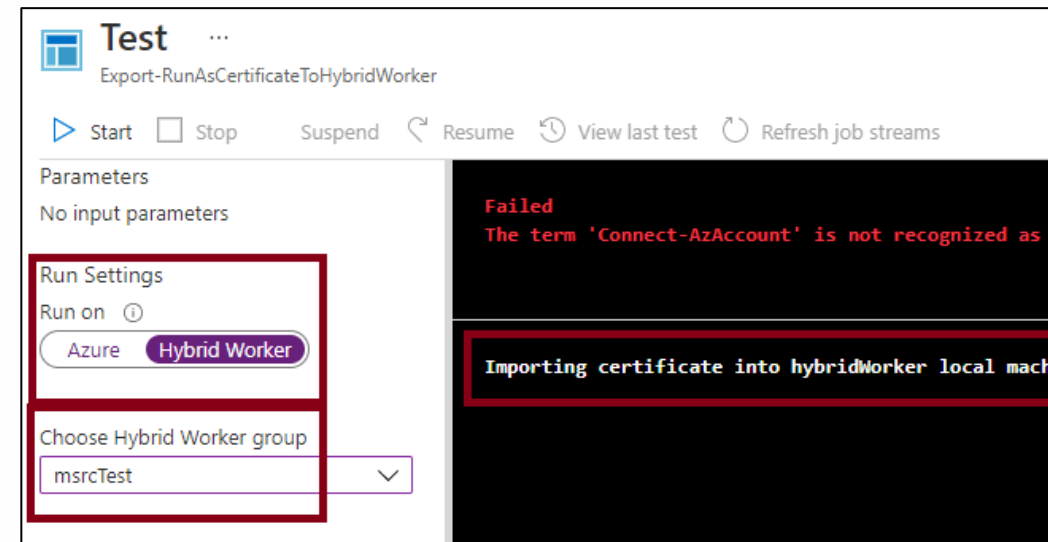 Test ...
Export-RunAsCertificateToHybridWorker
Start Stop Suspend Resume View last test Refresh job streams
Parameters
No input parameters
Run Settings
Run on
Azure Hybrid Worker
Choose Hybrid Worker group
msrcTest
Failed
The term 'Connect-AzAccount' is not recognized as
Importing certificate into hybridWorker local mach